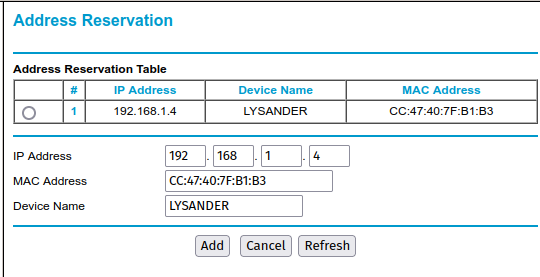 Address Reservation
Address Reservation Table
# IP Address Device Name MAC Address
1 192.168.1.4 LYSANDER CC:47:40:7F:B1:B3
IP Address 192 . 168 . 1 . 4
MAC Address CC:47:40:7F:B1:B3
Device Name LYSANDER
Add Cancel Refresh